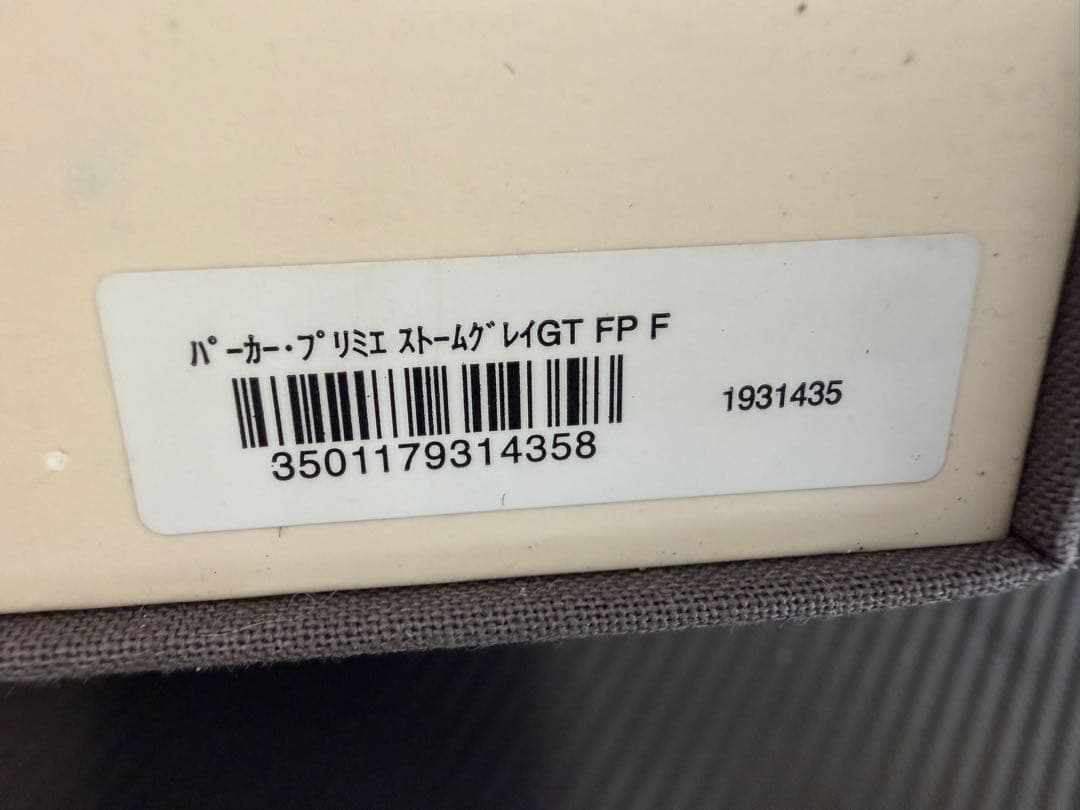 ﾊﾟｰｶｰ･ﾌﾟﾘﾐｴ ｽﾄｰﾑｸﾞﾚｲGT FP F
1931435
3501179314358